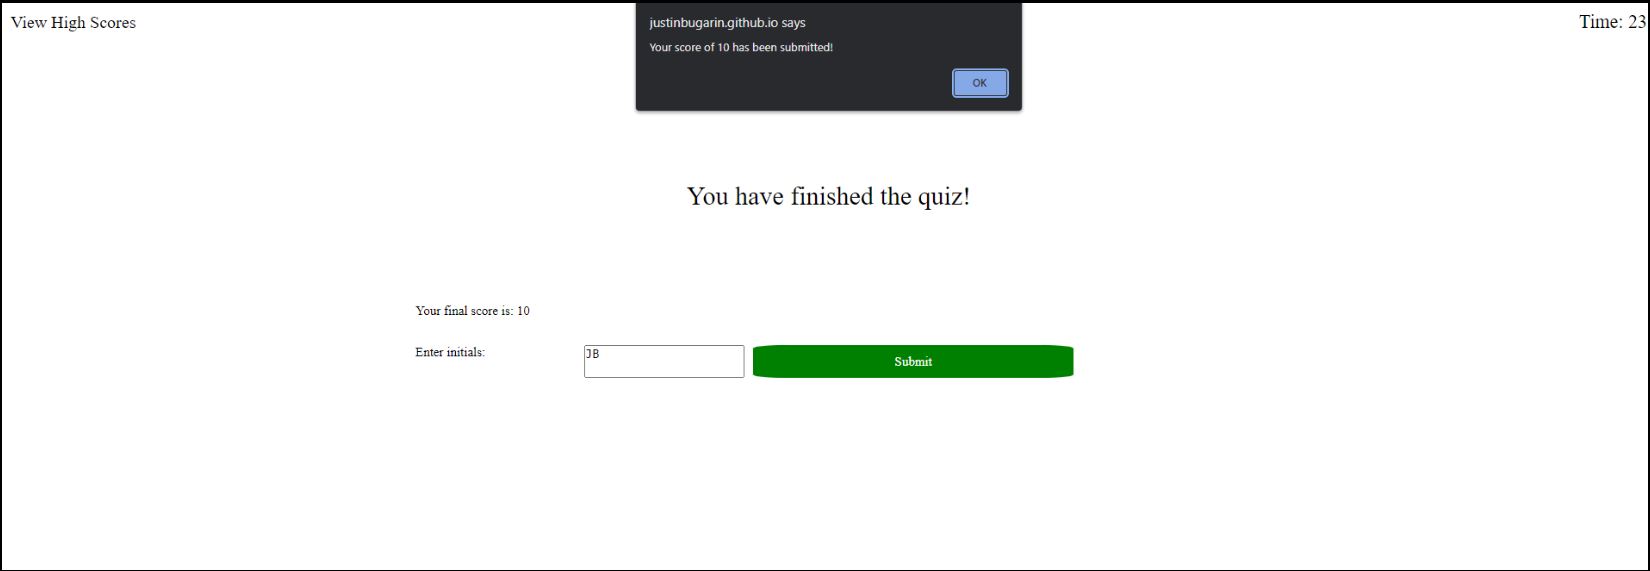 View High Scores
justinbugarin.github.io says
Time: 23
Your score of 10 has been submitted!
OK
You have finished the quiz!
Your final score is: 10
Enter initials:
JB
Submit